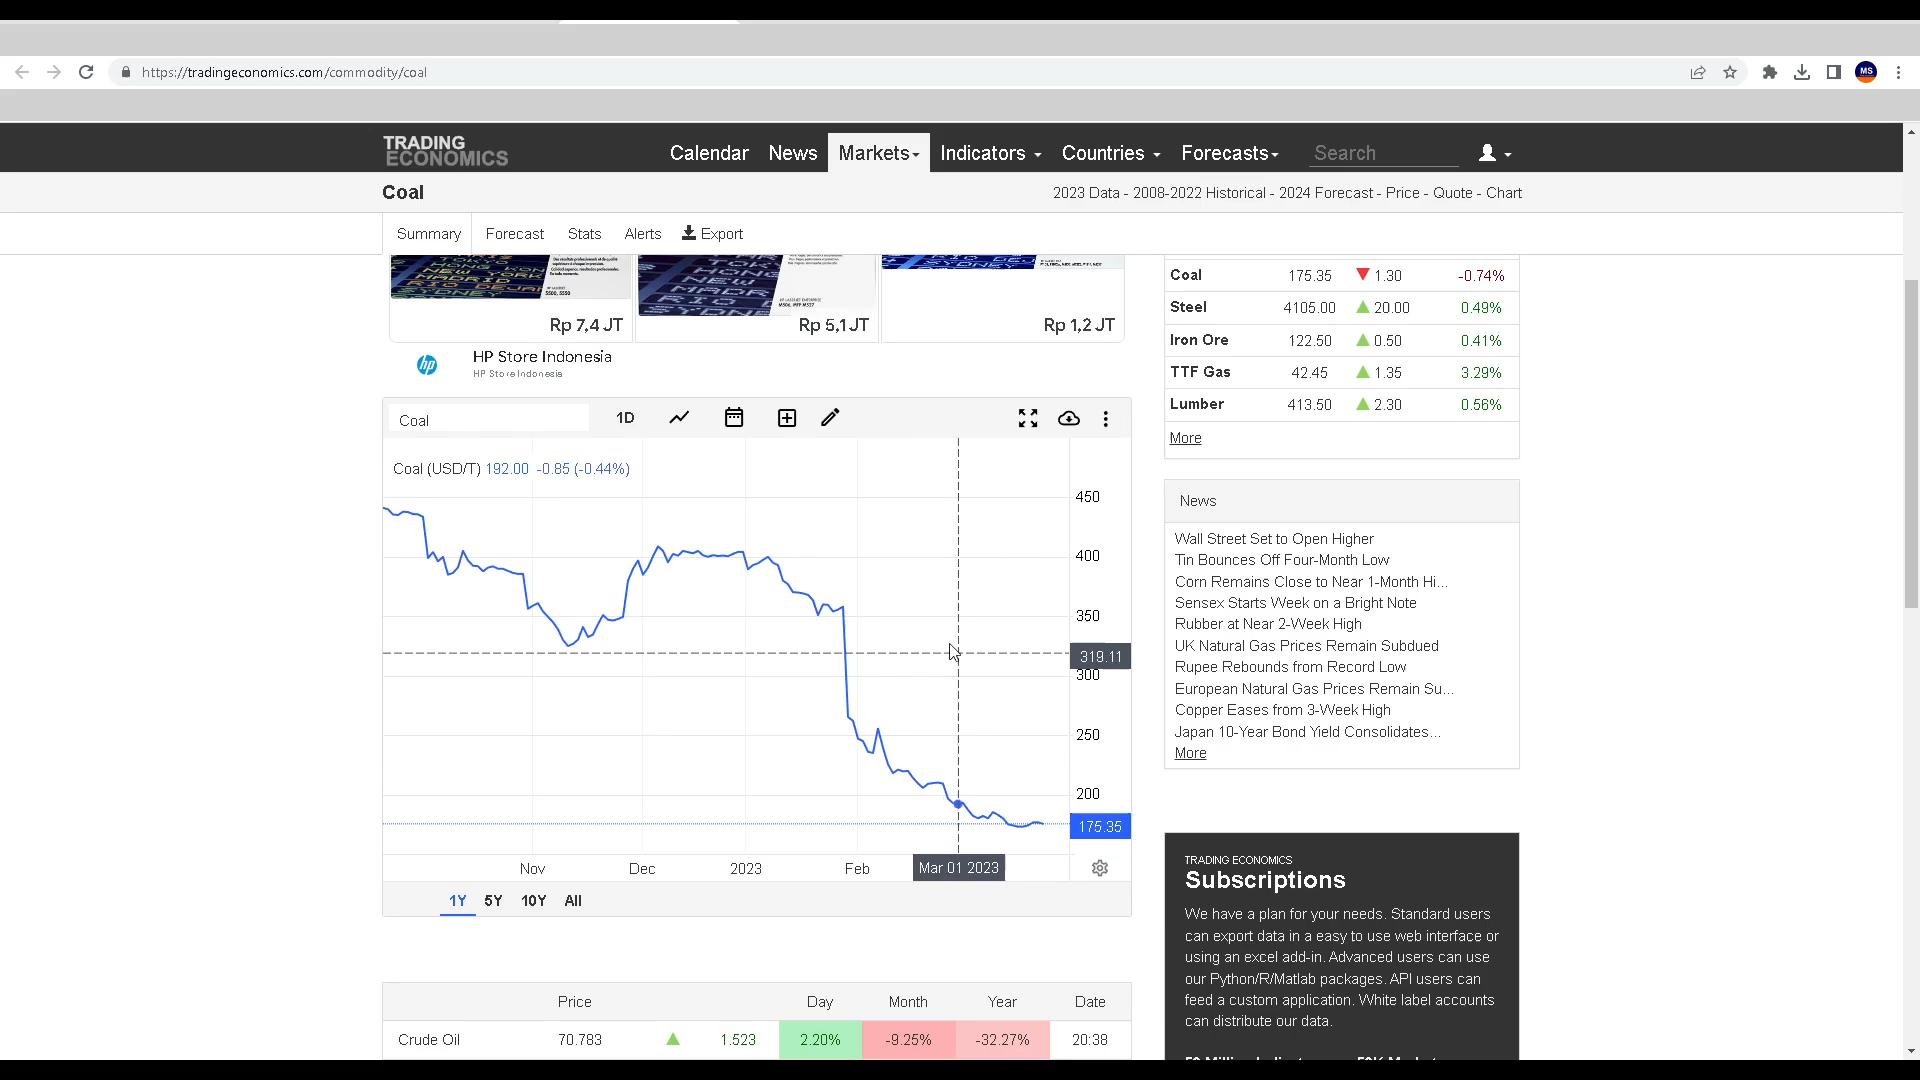 https://tradingeconomics.com/commodity/coal
MS
TRADING
ECONOMICS
Calendar News Markets Indicators Countries Forecasts Search
Coal
2023 Data - 2008-2022 Historical - 2024 Forecast - Price - Quote - Chart
Summary Forecast Stats Alerts Export
NEW
MADRID
RIO DEJAN
SYDNEY
Rp 7,4 JT
Rp 5,1JT
Rp 1,2 JT
hp
HP Store Indonesia
HP Store Indonesia
Coal 175.35 1.30 -0.74%
Steel 4105.00 20.00 0.49%
Iron Ore 122.50 0.50 0.41%
TTF Gas 42.45 1.35 3.29%
Lumber 413.50 2.30 0.56%
More
Coal 1D
Coal (USD/T) 192.00 -0.85 (-0.44%)
450
400
350
319.11
300
250
200
175.35
Nov Dec 2023 Feb Mar 01 2023
1Y 5Y 10Y All
News
Wall Street Set to Open Higher
Tin Bounces Off Four-Month Low
Corn Remains Close to Near 1-Month Hi...
Sensex Starts Week on a Bright Note
Rubber at Near 2-Week High
UK Natural Gas Prices Remain Subdued
Rupee Rebounds from Record Low
European Natural Gas Prices Remain Su...
Copper Eases from 3-Week High
Japan 10-Year Bond Yield Consolidates...
More
TRADING ECONOMICS
Subscriptions
We have a plan for your needs. Standard users
can export data in a easy to use web interface or
using an excel add-in. Advanced users can use
our Python/R/Matlab packages. API users can
feed a custom application. White label accounts
can distribute our data.
Price Day Month Year Date
Crude Oil 70.783 1.523 2.20% -9.25% -32.27% 20:38